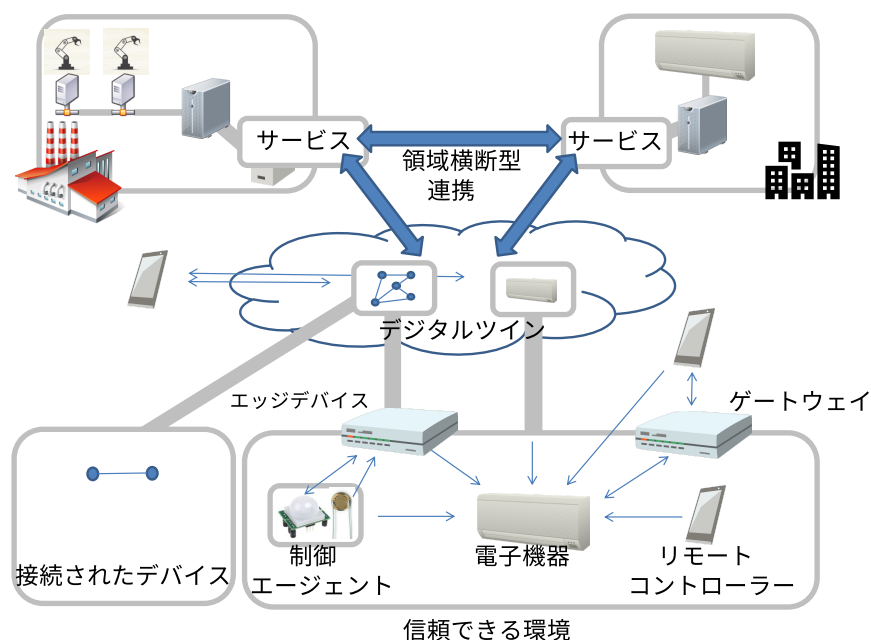 サービス
サービス
領域横断型
連携
デジタルツイン
エッジデバイス
ゲートウェイ
接続されたデバイス
制御
エージェント
電子機器
リモート
コントローラー
信頼できる環境